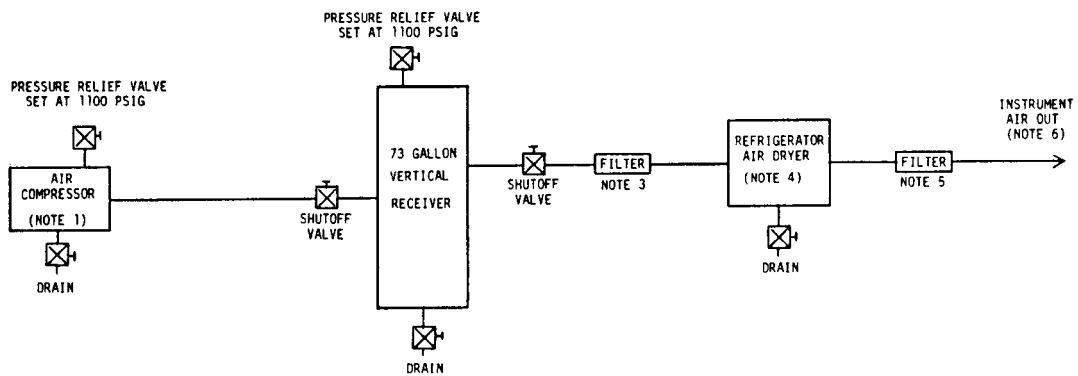 PRESSURE RELIEF VALVE
SET AT 1100 PSIG
PRESSURE RELIEF VALVE
SET AT 1100 PSIG
AIR
COMPRESSOR
(NOTE 1)
DRAIN
SHUTOFF
VALVE
73 GALLON
VERTICAL
RECEIVER
DRAIN
SHUTOFF
VALVE
FILTER
NOTE 3
REFRIGERATOR
AIR DRYER
(NOTE 4)
DRAIN
FILTER
NOTE 5
INSTRUMENT
AIR OUT
(NOTE 6)